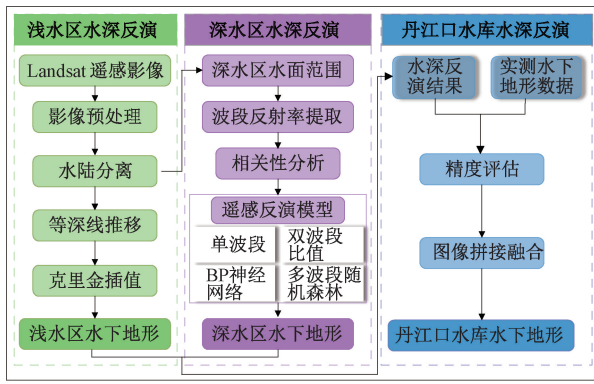 浅水区水深反演
Landsat 遥感影像
影像预处理
水陆分离
等深线推移
克里金插值
浅水区水下地形
深水区水深反演
深水区水面范围
波段反射率提取
相关性分析
遥感反演模型
单波段
双波段
比值
BP神经
网络
多波段随
机森林
深水区水下地形
丹江口水库水深反演
水深反
演结果
实测水下
地形数据
精度评估
图像拼接融合
丹江口水库水下地形